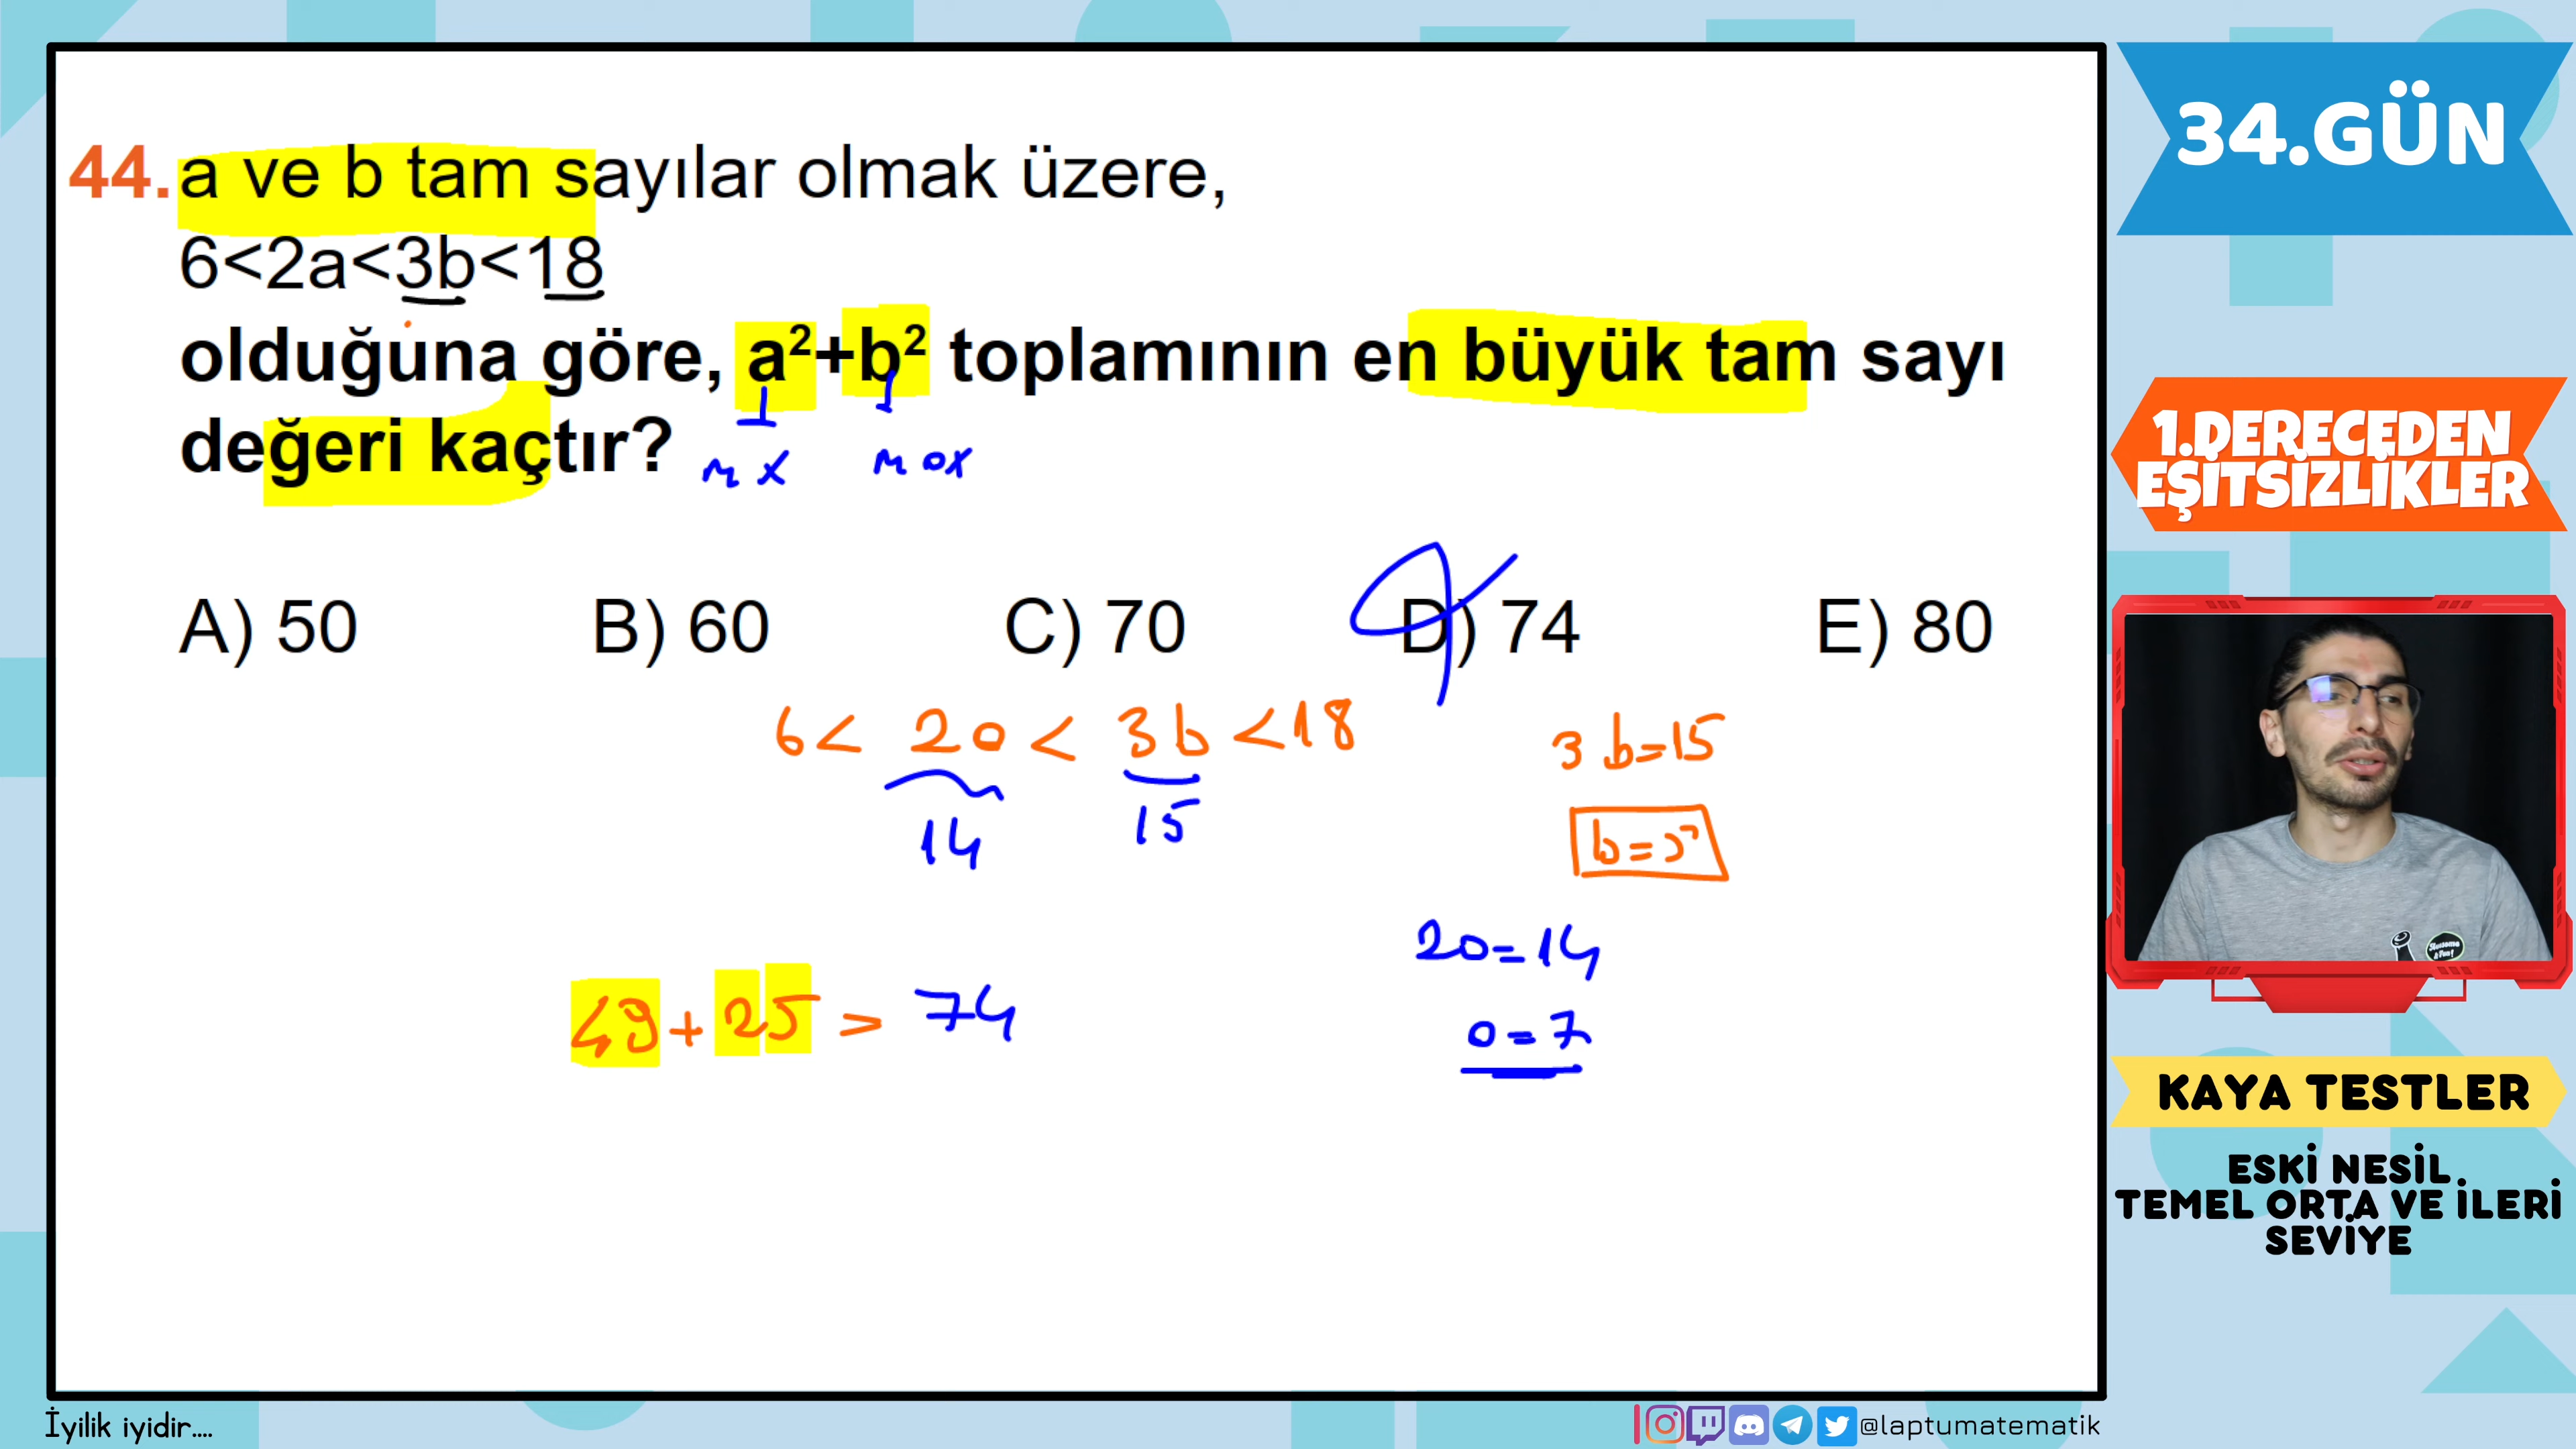 44. a ve b tam sayılar olmak üzere,
6<2a<3b<18
olduğuna göre, a²+b² toplamının en büyük tam sayı
değeri kaçtır?
max
A) 50 B) 60 C) 70 D) 74 E) 80
6 < 2a < 3b < 18
14 15
3b=15
b=5
2a=14
a=7
49 + 25 = 74
34.GÜN
1.DERECEDEN
EŞİTSİZLİKLER
KAYA TESTLER
ESKİ NESİL
TEMEL ORTA VE İLERİ
SEVİYE
İyilik iyidir....
@laptumatematik